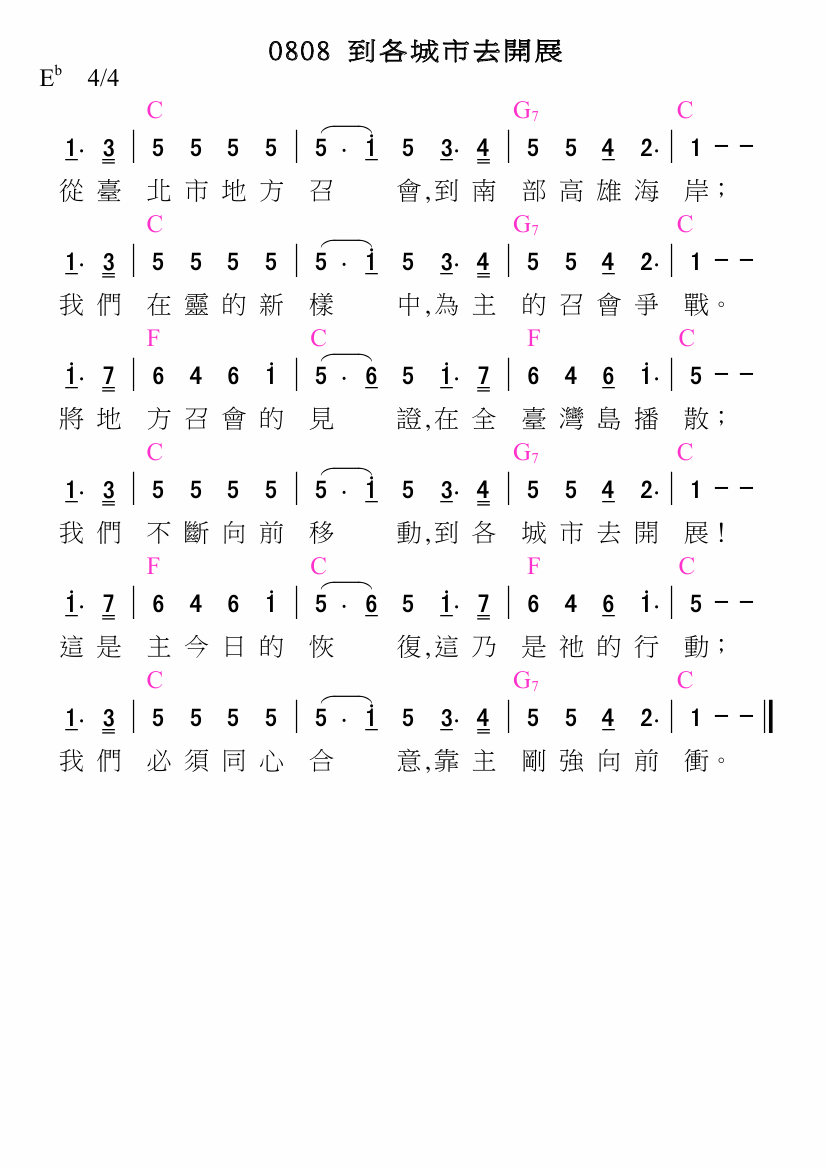 0808 到各城市去開展
E♭ 4/4
C G7 C
1· 3 | 5 5 5 5 | 5 · i 5 3· 4 | 5 5 4 2· | 1 – –
從臺 北市地方召 會,到南 部高雄海 岸;
C G7 C
1· 3 | 5 5 5 5 | 5 · i 5 3· 4 | 5 5 4 2· | 1 – –
我們 在靈的新樣 中,為主 的召會爭 戰。
F C F C
i· 7 | 6 4 6 i | 5 · 6 5 i· 7 | 6 4 6 i· | 5 – –
將地 方召會的見 證,在全 臺灣島播 散;
C G7 C
1· 3 | 5 5 5 5 | 5 · i 5 3· 4 | 5 5 4 2· | 1 – –
我們 不斷向前移 動,到各 城市去開 展!
F C F C
i· 7 | 6 4 6 i | 5 · 6 5 i· 7 | 6 4 6 i· | 5 – –
這是 主今日的恢 復,這乃 是祂的行 動;
C G7 C
1· 3 | 5 5 5 5 | 5 · i 5 3· 4 | 5 5 4 2· | 1 – – ‖
我們 必須同心合 意,靠主 剛強向前 衝。